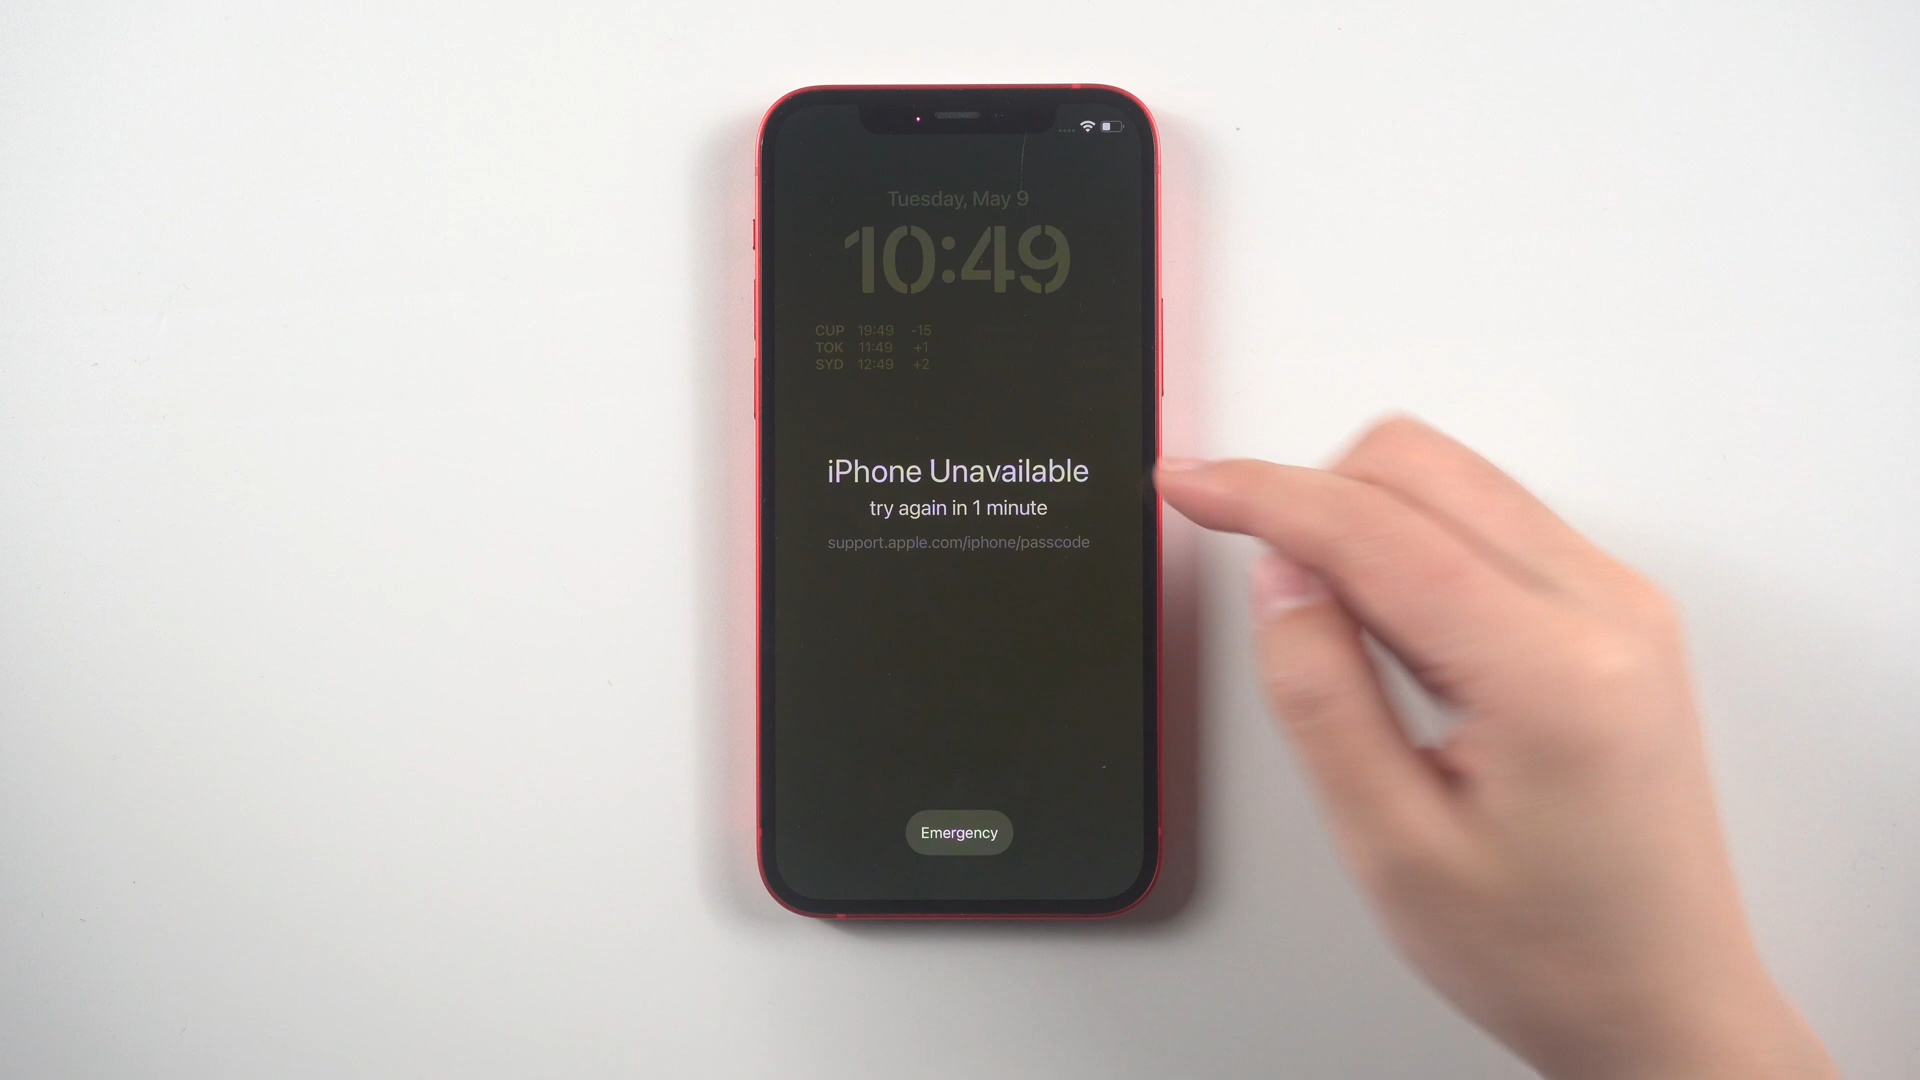 Tuesday, May 9
10:49
CUP 19:49 -15
TOK 11:49 +1
SYD 12:49 +2
iPhone Unavailable
try again in 1 minute
support.apple.com/iphone/passcode
Emergency